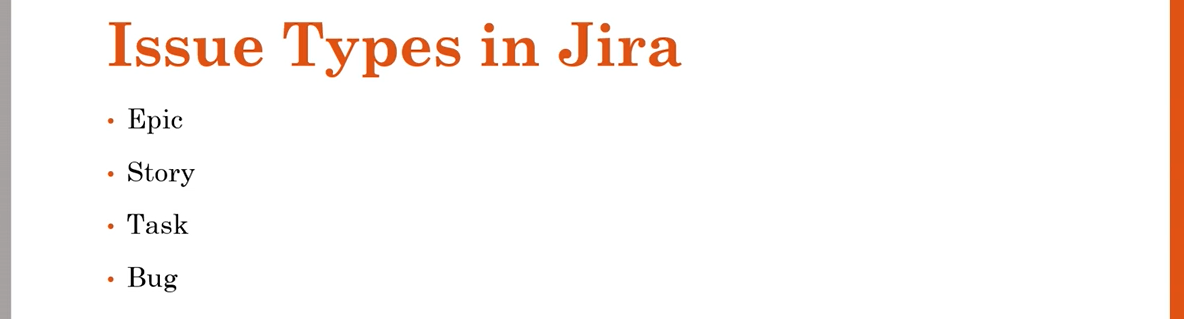 Issue Types in Jira
• Epic
• Story
• Task
• Bug